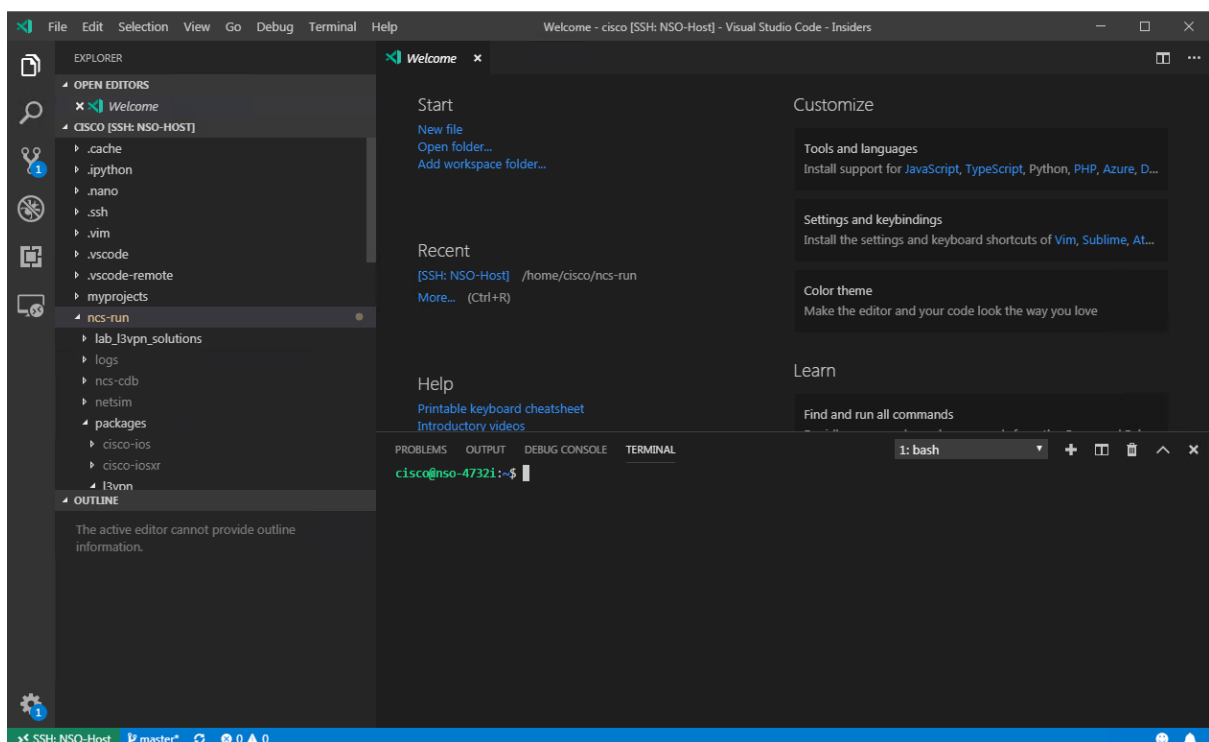 File Edit Selection View Go Debug Terminal Help
Welcome - cisco [SSH: NSO-Host] - Visual Studio Code - Insiders
EXPLORER
OPEN EDITORS
Welcome
CISCO [SSH: NSO-HOST]
.cache
.ipython
.nano
.ssh
.vim
.vscode
.vscode-remote
myprojects
ncs-run
lab_l3vpn_solutions
logs
ncs-cdb
netsim
packages
cisco-ios
cisco-iosxr
l3vpn
OUTLINE
The active editor cannot provide outline
information.
1
1
Welcome
Start
New file
Open folder...
Add workspace folder...
Recent
[SSH: NSO-Host] /home/cisco/ncs-run
More... (Ctrl+R)
Help
Printable keyboard cheatsheet
Introductory videos
Customize
Tools and languages
Install support for JavaScript, TypeScript, Python, PHP, Azure, D...
Settings and keybindings
Install the settings and keyboard shortcuts of Vim, Sublime, At...
Color theme
Make the editor and your code look the way you love
Learn
Find and run all commands
PROBLEMS OUTPUT DEBUG CONSOLE TERMINAL
1: bash
cisco@nso-4732i:~$
SSH: NSO-Host master* 0 0